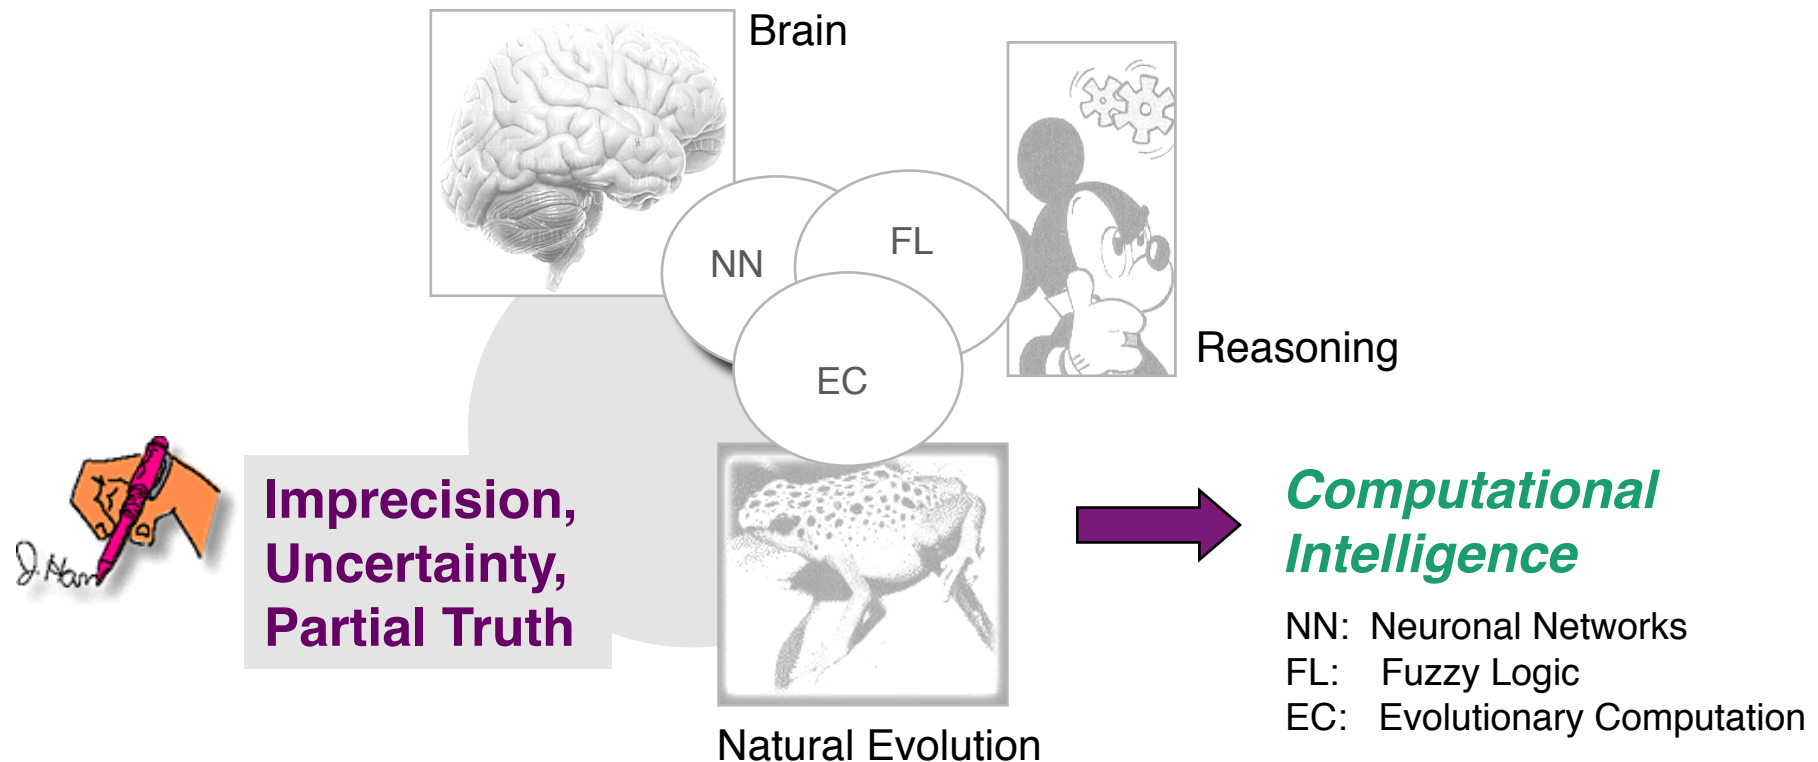 Brain
NN
FL
EC
Reasoning
J. Han
Imprecision,
Uncertainty,
Partial Truth
Computational
Intelligence
NN: Neuronal Networks
FL: Fuzzy Logic
EC: Evolutionary Computation
Natural Evolution